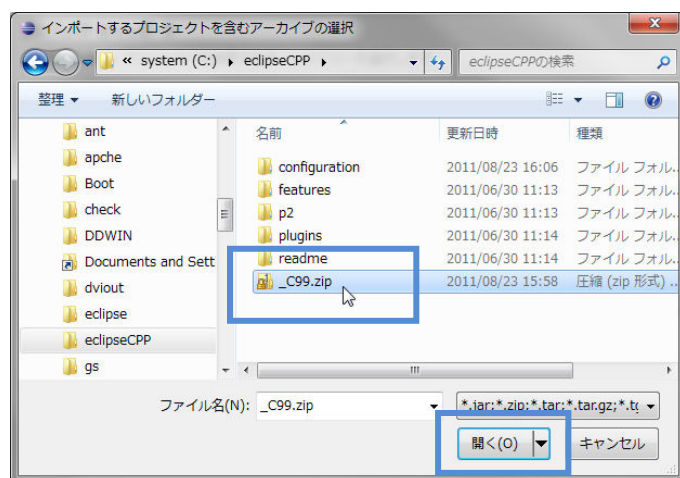 インポートするプロジェクトを含むアーカイブの選択
« system (C:) ▸ eclipseCPP ▸ eclipseCPPの検索
整理 ▼ 新しいフォルダー
ant
apche
Boot
check
DDWIN
Documents and Sett
dviout
eclipse
eclipseCPP
gs
名前 更新日時 種類
configuration 2011/08/23 16:06 ファイル フォル..
features 2011/06/30 11:13 ファイル フォル..
p2 2011/06/30 11:13 ファイル フォル..
plugins 2011/06/30 11:14 ファイル フォル..
readme 2011/06/30 11:14 ファイル フォル..
_C99.zip 2011/08/23 15:58 圧縮 (zip 形式) ..
ファイル名(N): _C99.zip *.jar;*.zip;*.tar;*.tar.gz;*.tg
開く(O) キャンセル